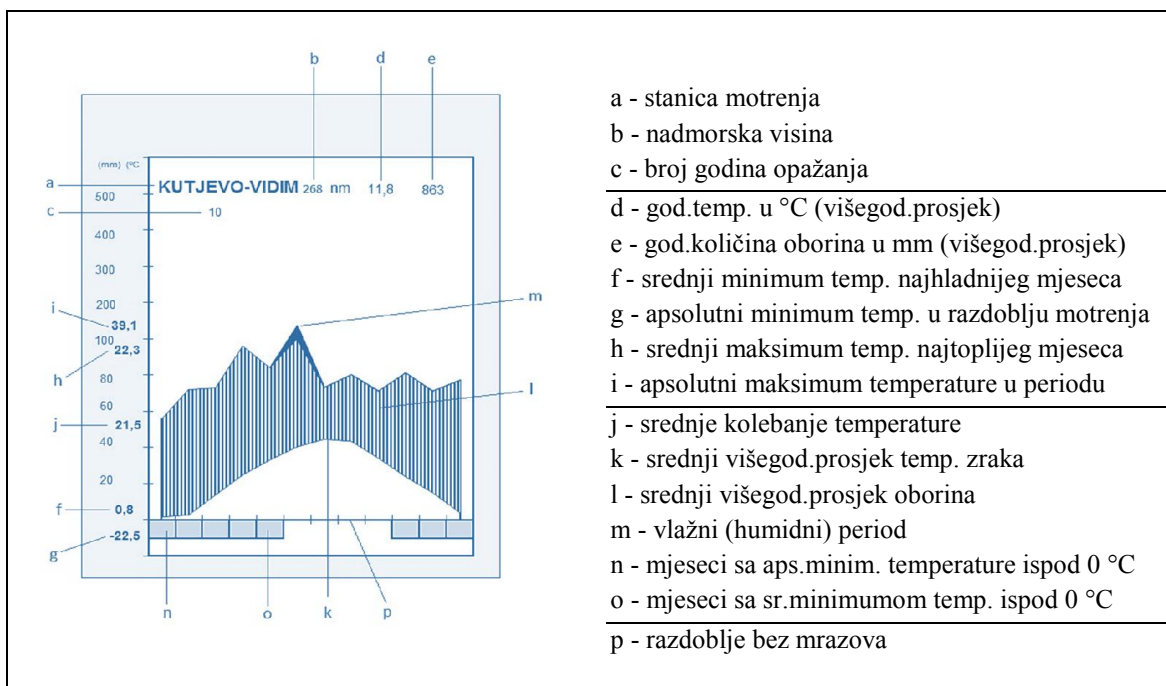 b d e
(mm) (°C
a KUTJEVO-VIDIM 268 nm 11,8 863
500
c 10
400
300
200
i m
39,1
100
22,3
h
80
l
60
j 21,5
40
20
f 0,8
-22,5
g
n o k p
a - stanica motrenja
b - nadmorska visina
c - broj godina opažanja
d - god.temp. u °C (višegod.prosjek)
e - god.količina oborina u mm (višegod.prosjek)
f - srednji minimum temp. najhladnijeg mjeseca
g - apsolutni minimum temp. u razdoblju motrenja
h - srednji maksimum temp. najtoplijeg mjeseca
i - apsolutni maksimum temperature u periodu
j - srednje kolebanje temperature
k - srednji višegod.prosjek temp. zraka
l - srednji višegod.prosjek oborina
m - vlažni (humidni) period
n - mjeseci sa aps.minim. temperature ispod 0 °C
o - mjeseci sa sr.minimumom temp. ispod 0 °C
p - razdoblje bez mrazova